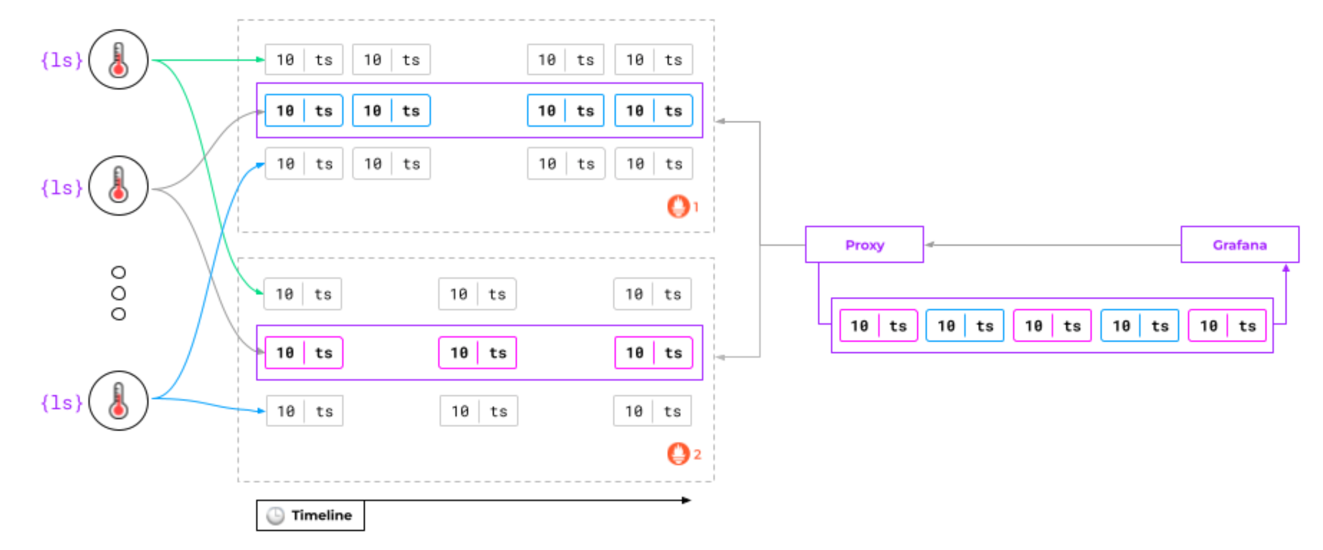 {ls} 10 ts 10 ts 10 ts 10 ts
10 ts 10 ts 10 ts 10 ts
{ls} 10 ts 10 ts 10 ts 10 ts
1
Proxy Grafana
10 ts 10 ts 10 ts
10 ts 10 ts 10 ts 10 ts 10 ts
10 ts 10 ts 10 ts
{ls} 10 ts 10 ts 10 ts
2
Timeline